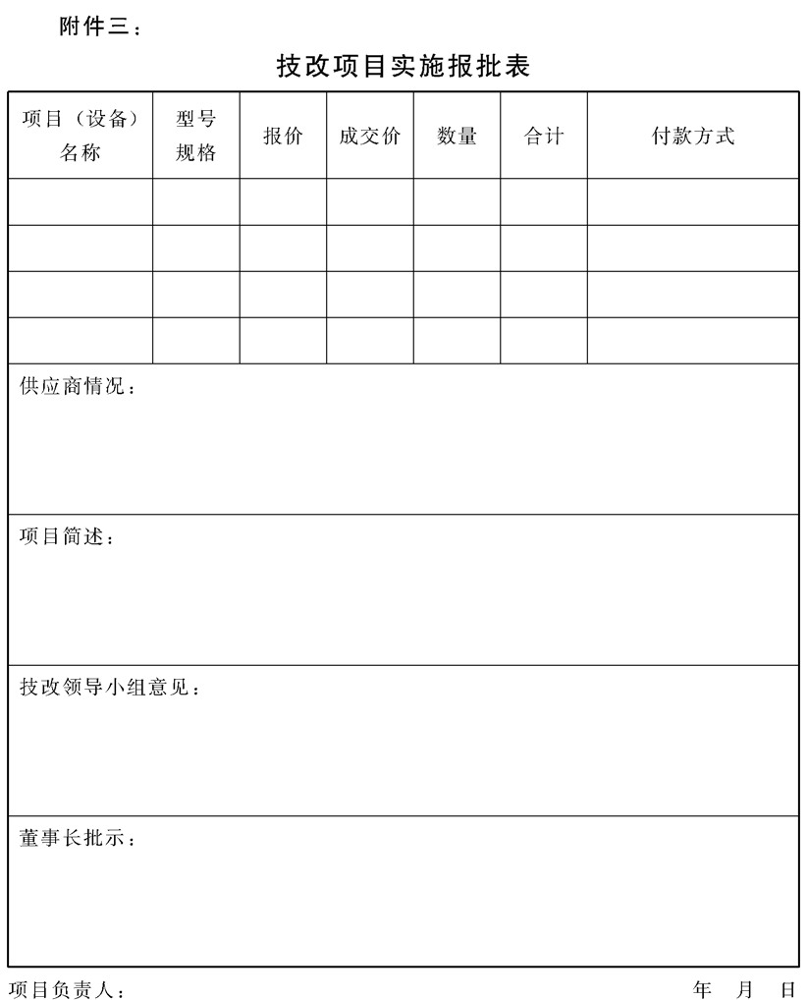 附件三：
技改项目实施报批表
项目（设备）名称 型号规格 报价 成交价 数量 合计 付款方式
供应商情况：
项目简述：
技改领导小组意见：
董事长批示：
项目负责人： 年 月 日